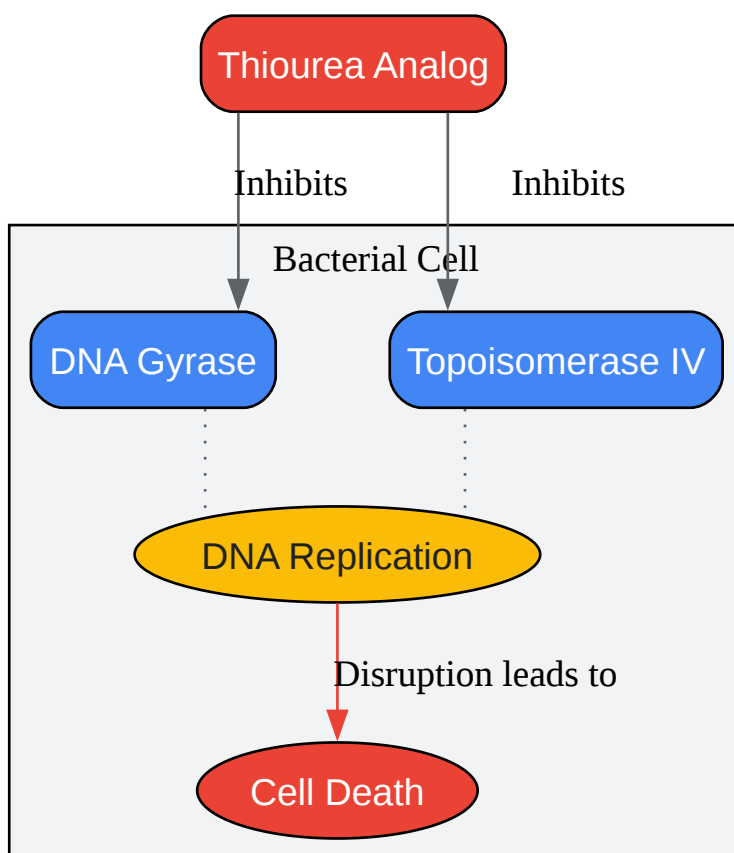 Thiourea Analog
Inhibits
Inhibits
Bacterial Cell
DNA Gyrase
Topoisomerase IV
DNA Replication
Disruption leads to
Cell Death